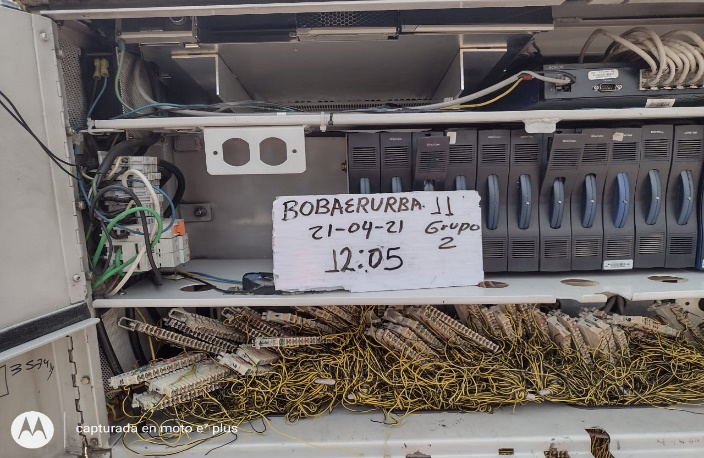 BOBAERURBA. 11
21-04-21 Grupo
2
12:05
capturada en moto e⁶ plus